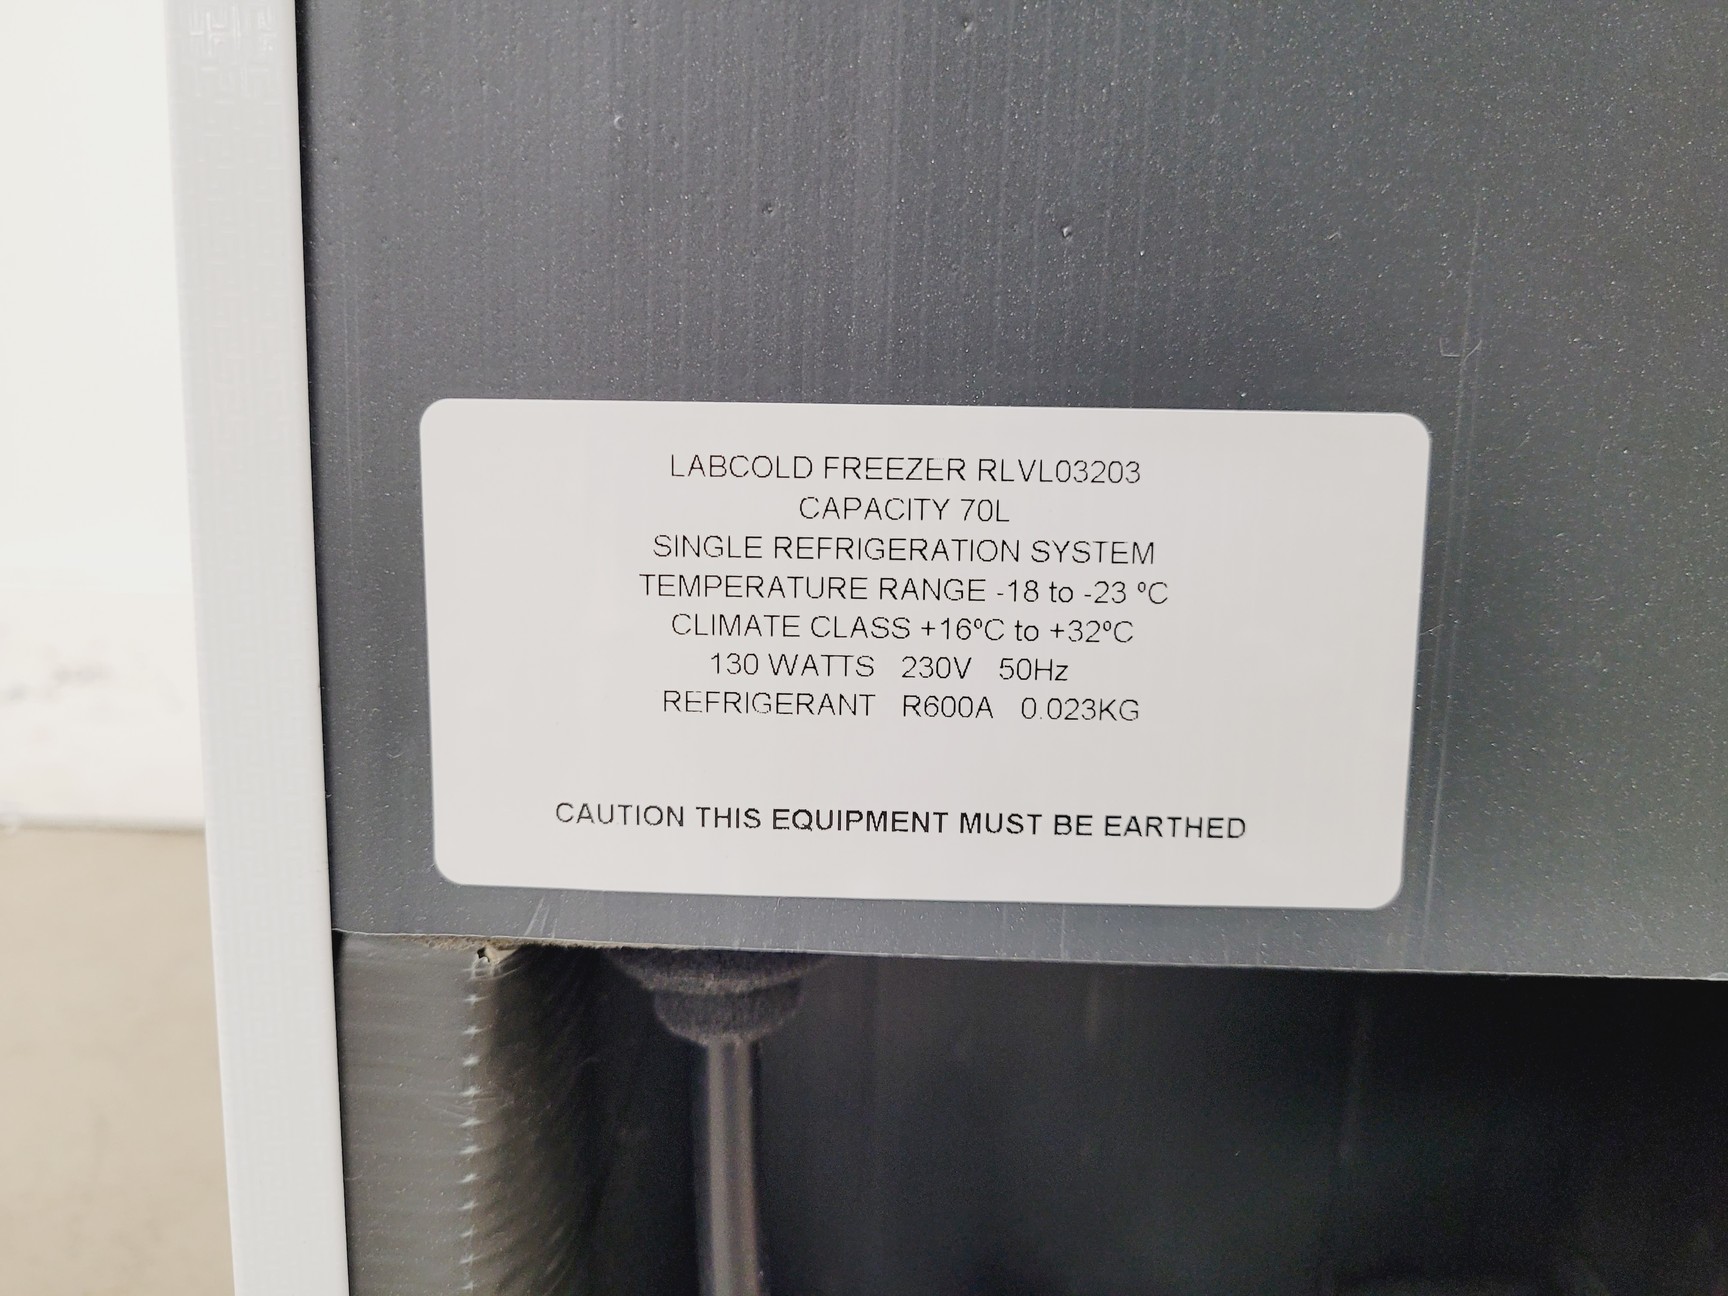 LABCOLD FREEZER RLVL03203
CAPACITY 70L
SINGLE REFRIGERATION SYSTEM
TEMPERATURE RANGE -18 to -23 ºC
CLIMATE CLASS +16ºC to +32ºC
130 WATTS 230V 50Hz
REFRIGERANT R600A 0.023KG
CAUTION THIS EQUIPMENT MUST BE EARTHED